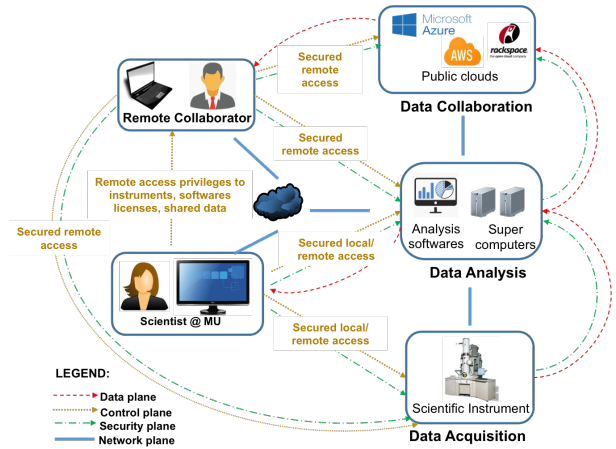 Microsoft
Azure
AWS
rackspace
the open cloud company
Public clouds
Data Collaboration
Secured
remote
access
Remote Collaborator
Secured
remote access
Remote access privileges to
instruments, softwares
licenses, shared data
Secured remote
access
Analysis
softwares
Super
computers
Data Analysis
Secured local/
remote access
Scientist @ MU
Secured local/
remote access
Scientific Instrument
Data Acquisition
LEGEND:
Data plane
Control plane
Security plane
Network plane